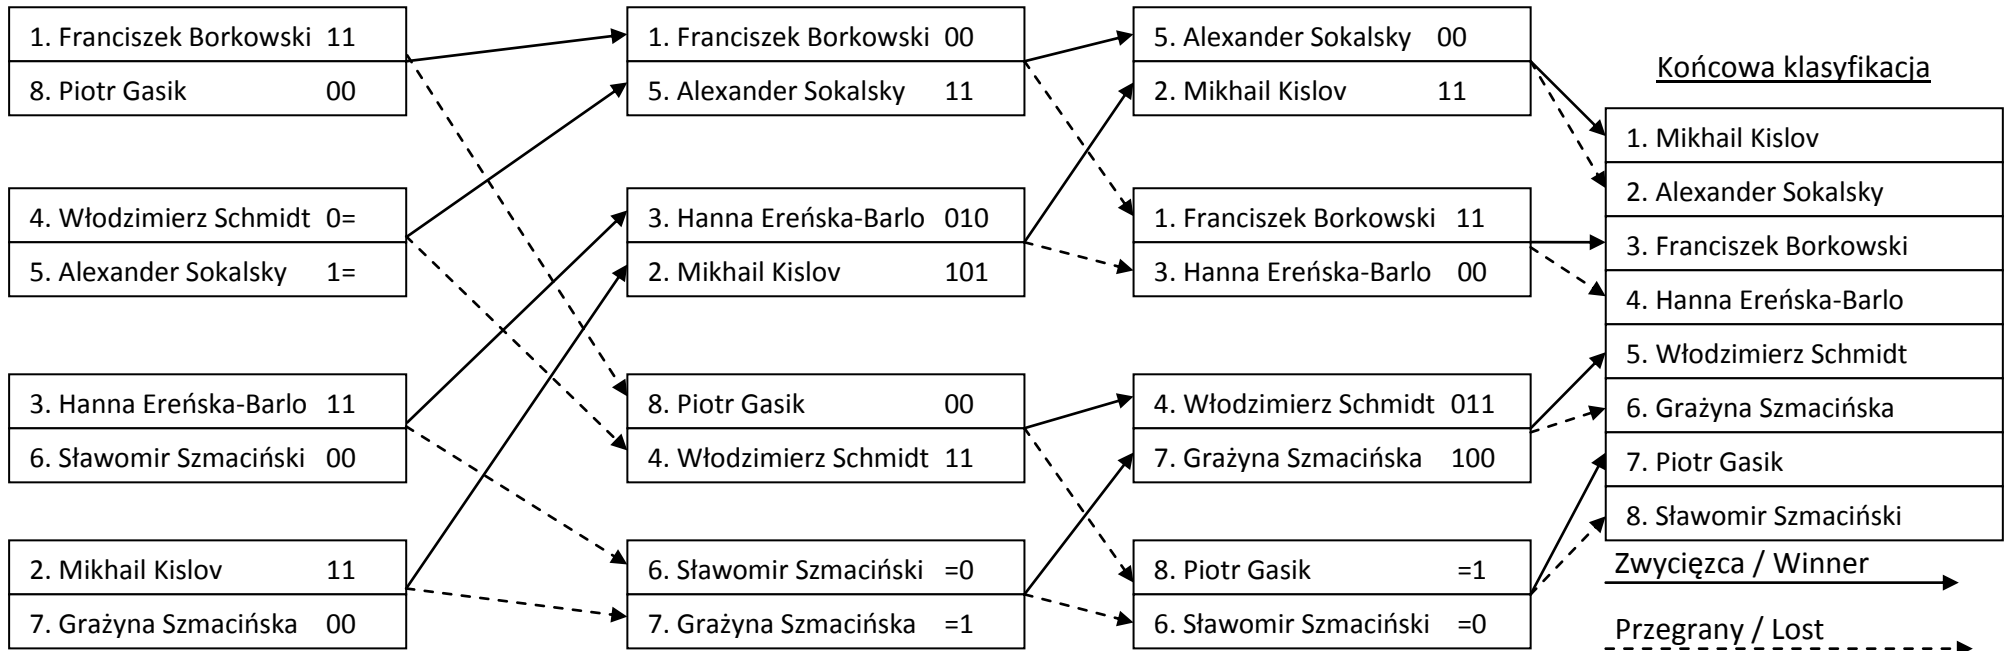 1. Franciszek Borkowski 11
8. Piotr Gasik 00
4. Włodzimierz Schmidt 0=
5. Alexander Sokalsky 1=
3. Hanna Ereńska-Barlo 11
6. Sławomir Szmaciński 00
2. Mikhail Kislov 11
7. Grażyna Szmacińska 00
1. Franciszek Borkowski 00
5. Alexander Sokalsky 11
3. Hanna Ereńska-Barlo 010
2. Mikhail Kislov 101
8. Piotr Gasik 00
4. Włodzimierz Schmidt 11
6. Sławomir Szmaciński =0
7. Grażyna Szmacińska =1
5. Alexander Sokalsky 00
2. Mikhail Kislov 11
1. Franciszek Borkowski 11
3. Hanna Ereńska-Barlo 00
4. Włodzimierz Schmidt 011
7. Grażyna Szmacińska 100
8. Piotr Gasik =1
6. Sławomir Szmaciński =0
Końcowa klasyfikacja
1. Mikhail Kislov
2. Alexander Sokalsky
3. Franciszek Borkowski
4. Hanna Ereńska-Barlo
5. Włodzimierz Schmidt
6. Grażyna Szmacińska
7. Piotr Gasik
8. Sławomir Szmaciński
Zwycięzca / Winner
Przegrany / Lost